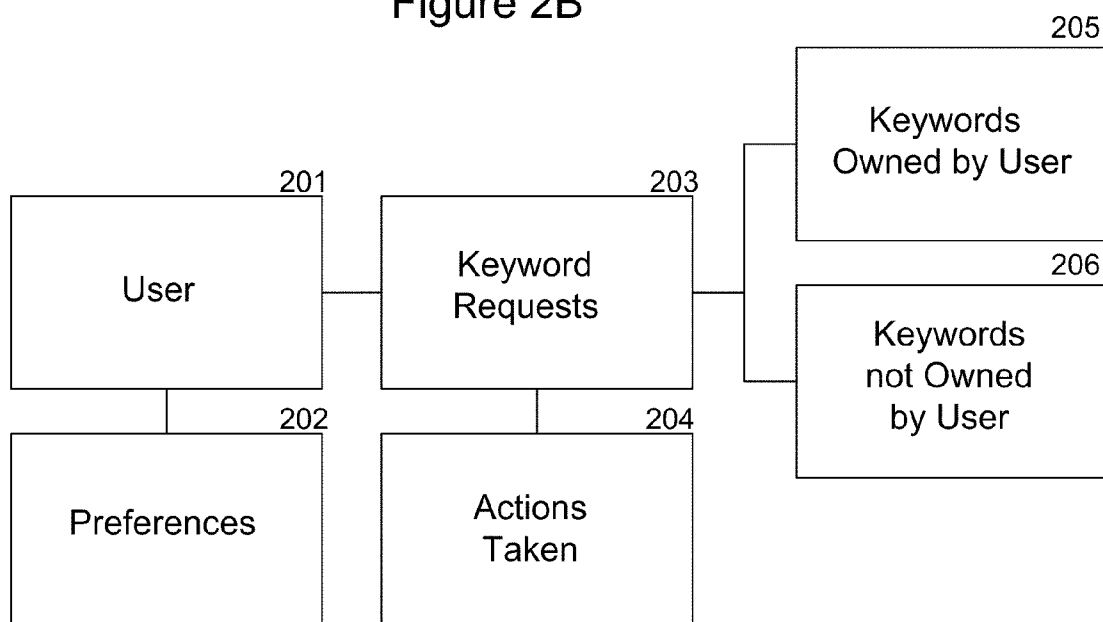 Figure 2B
205
Keywords
Owned by User
201
User
203
Keyword
Requests
206
Keywords
not Owned
by User
202
Preferences
204
Actions
Taken